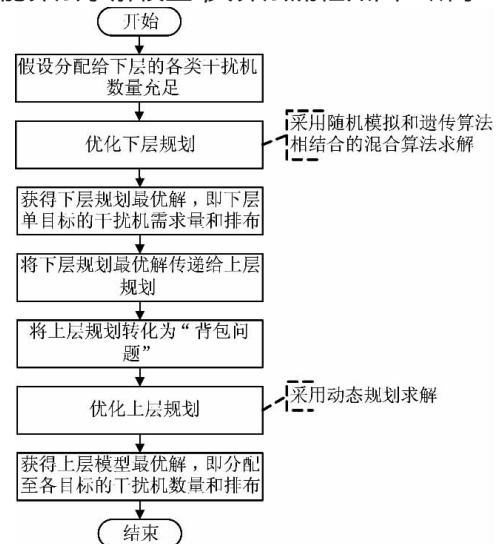 开始
假设分配给下层的各类干扰机
数量充足
优化下层规划
采用随机模拟和遗传算法
相结合的混合算法求解
获得下层规划最优解，即下层
单目标的干扰机需求量和排布
将下层规划最优解传递给上层
规划
将上层规划转化为“背包问
题”
优化上层规划
采用动态规划求解
获得上层模型最优解，即分配
至各目标的干扰机数量和排布
结束